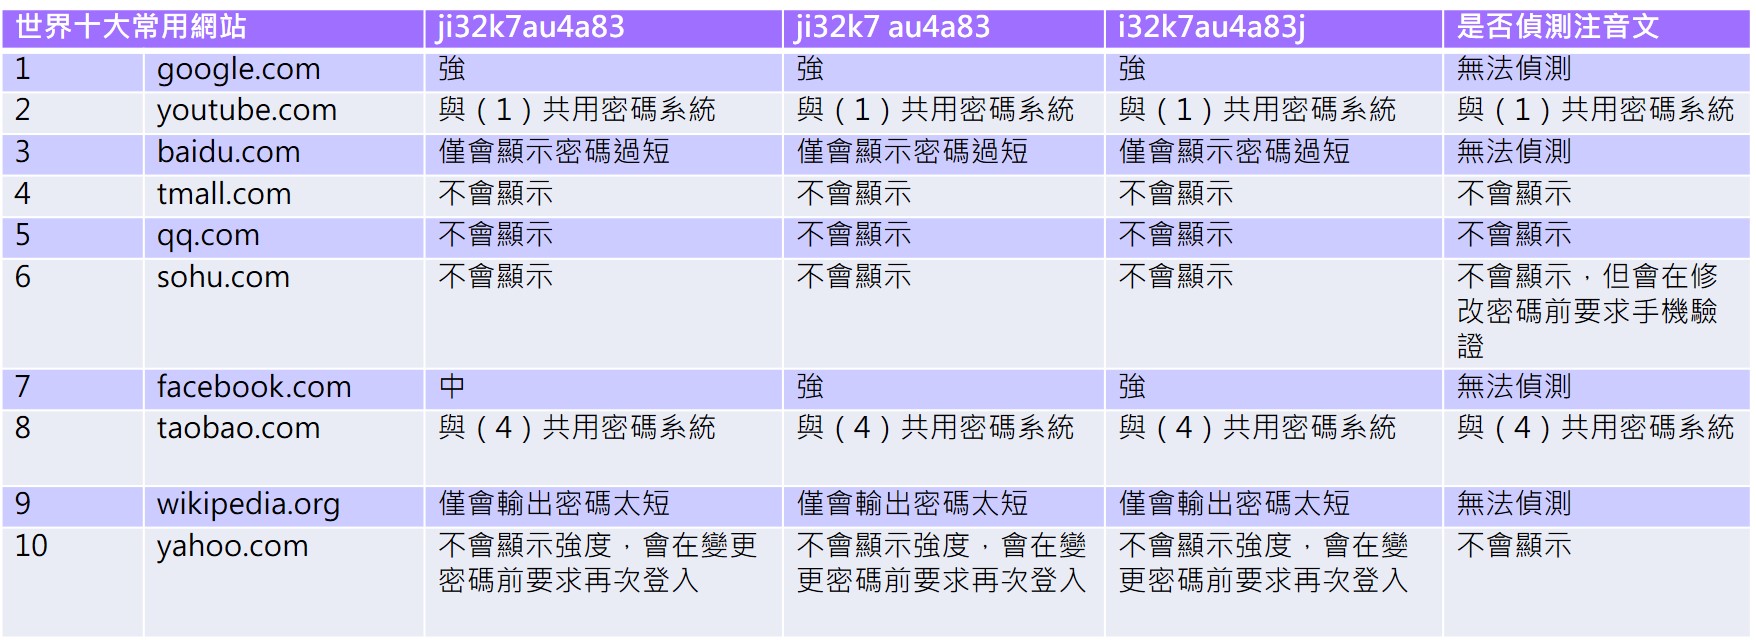 世界十大常用網站 ji32k7au4a83 ji32k7 au4a83 i32k7au4a83j 是否偵測注音文
1 google.com 強 強 強 無法偵測
2 youtube.com 與(1)共用密碼系統 與(1)共用密碼系統 與(1)共用密碼系統 與(1)共用密碼系統
3 baidu.com 僅會顯示密碼過短 僅會顯示密碼過短 僅會顯示密碼過短 無法偵測
4 tmall.com 不會顯示 不會顯示 不會顯示 不會顯示
5 qq.com 不會顯示 不會顯示 不會顯示 不會顯示
6 sohu.com 不會顯示 不會顯示 不會顯示 不會顯示，但會在修
改密碼前要求手機驗
證
7 facebook.com 中 強 強 無法偵測
8 taobao.com 與(4)共用密碼系統 與(4)共用密碼系統 與(4)共用密碼系統 與(4)共用密碼系統
9 wikipedia.org 僅會輸出密碼太短 僅會輸出密碼太短 僅會輸出密碼太短 無法偵測
10 yahoo.com 不會顯示強度，會在變更 不會顯示強度，會在變 不會顯示強度，會在變 不會顯示
密碼前要求再次登入 更密碼前要求再次登入 更密碼前要求再次登入